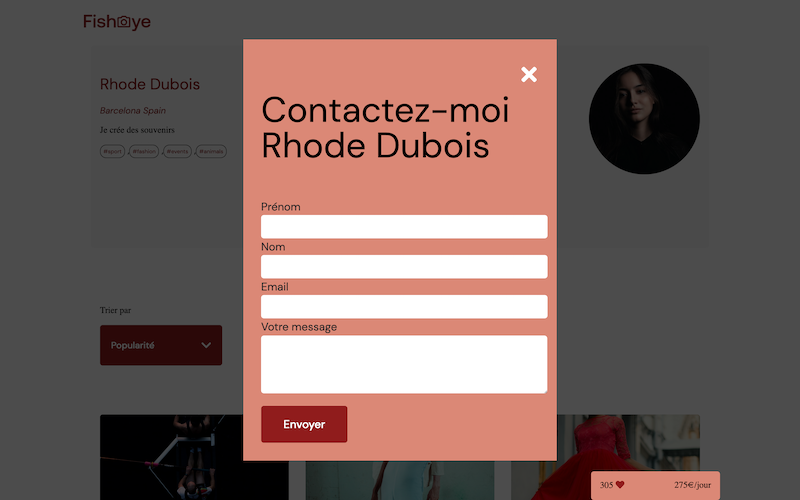 Fisheye
Rhode Dubois
Barcelona Spain
Je crée des souvenirs
#sport , #fashion , #events , #animals
Contactez-moi
Rhode Dubois
Prénom
Nom
Email
Votre message
Envoyer
Trier par
Popularité
305
275€/jour